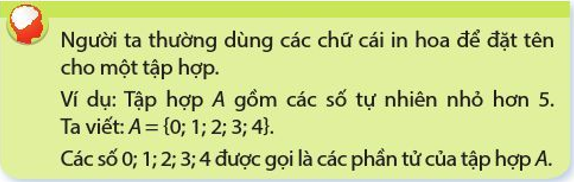 Người ta thường dùng các chữ cái in hoa để đặt tên
cho một tập hợp.
Ví dụ: Tập hợp A gồm các số tự nhiên nhỏ hơn 5.
Ta viết: A = {0; 1; 2; 3; 4}.
Các số 0; 1; 2; 3; 4 được gọi là các phần tử của tập hợp A.